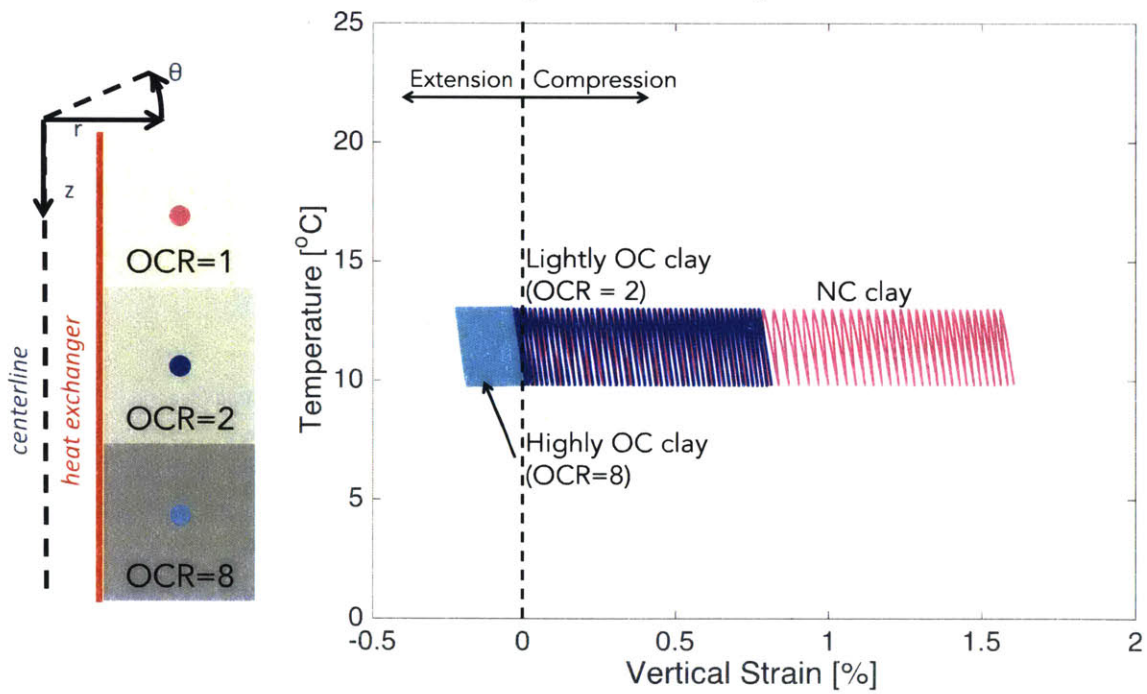 θ
r
z
OCR=1
OCR=2
OCR=8
centerline
heat exchanger
Temperature [°C]
25
20
15
10
5
0
Extension
Compression
Lightly OC clay
(OCR = 2)
NC clay
Highly OC clay
(OCR=8)
-0.5
0
0.5
1
1.5
2
Vertical Strain [%]